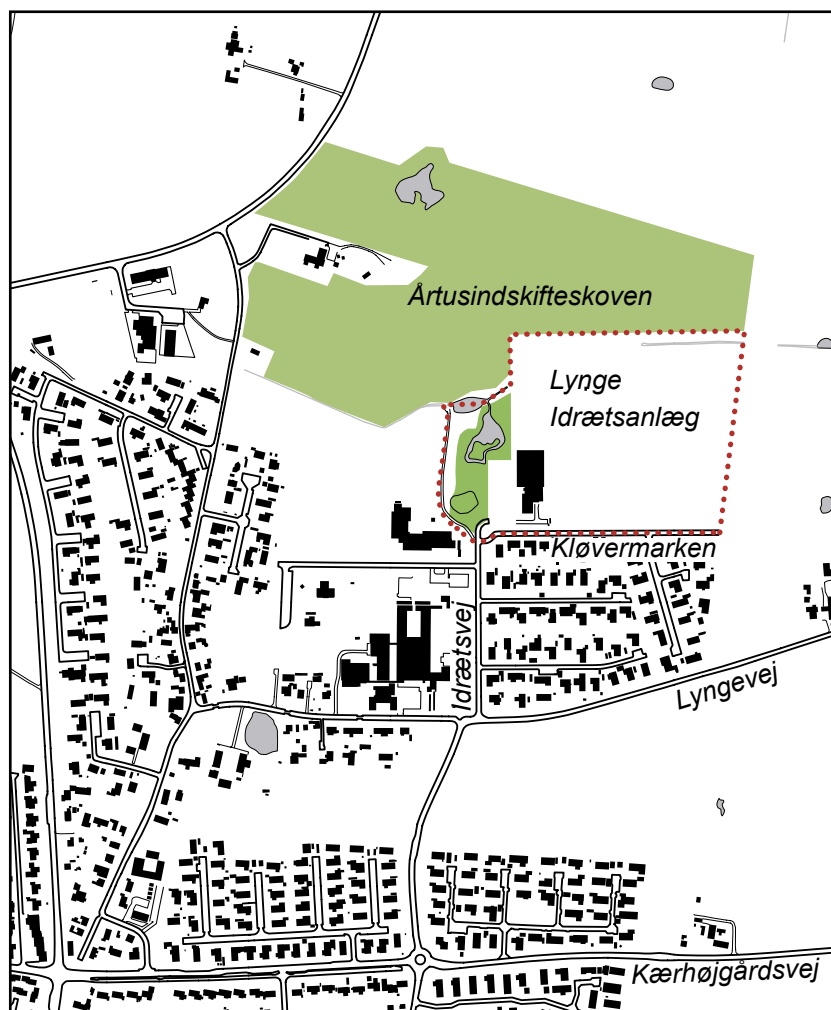 Årtusindskifteskoven
Lynge
Idrætsanlæg
Kløvermarken
Idrætsvej
Lyngevej
Kærhøjgårdsvej